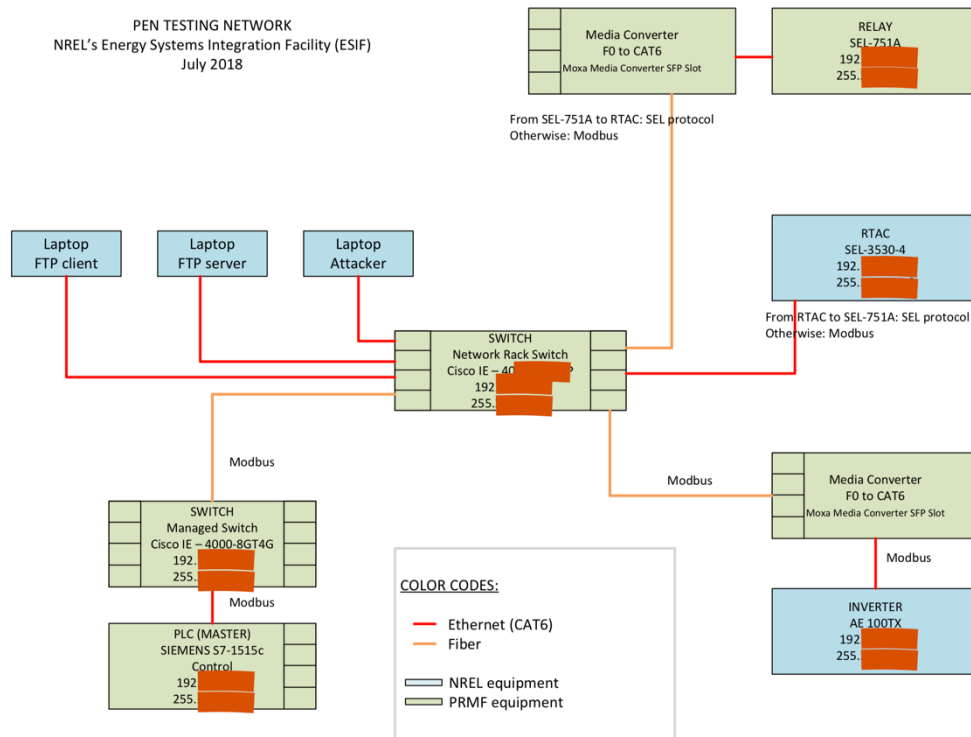 PEN TESTING NETWORK
NREL's Energy Systems Integration Facility (ESIF)
July 2018
Media Converter
F0 to CAT6
Moxa Media Converter SFP Slot
RELAY
SEL-751A
192
255.
From SEL-751A to RTAC: SEL protocol
Otherwise: Modbus
Laptop
FTP client
Laptop
FTP server
Laptop
Attacker
RTAC
SEL-3530-4
192.
255.
From RTAC to SEL-751A: SEL protocol
Otherwise: Modbus
SWITCH
Network Rack Switch
Cisco IE – 40 P
192
255.
Modbus
Modbus
Media Converter
F0 to CAT6
Moxa Media Converter SFP Slot
SWITCH
Managed Switch
Cisco IE – 4000-8GT4G
192.
255.
Modbus
Modbus
PLC (MASTER)
SIEMENS S7-1515c
Control
192
255.
COLOR CODES:
Ethernet (CAT6)
Fiber
NREL equipment
PRMF equipment
INVERTER
AE 100TX
192
255.